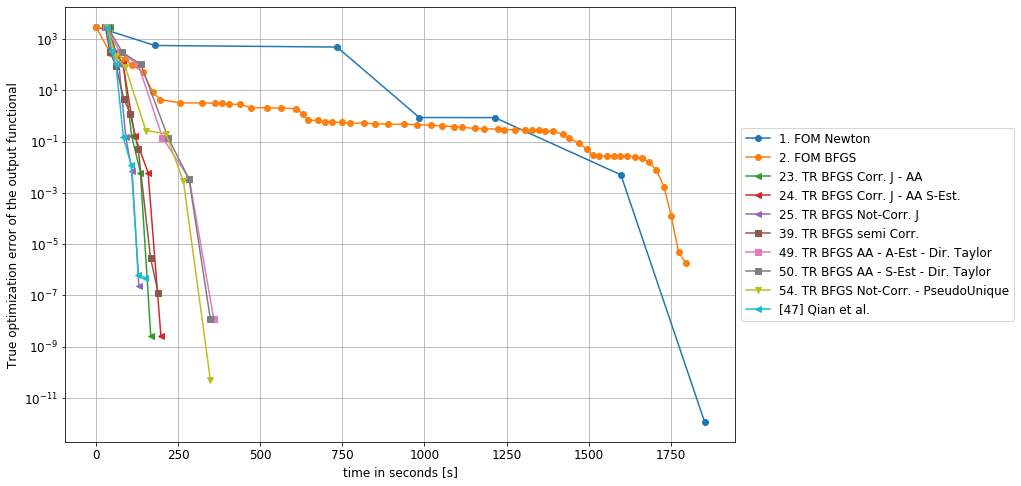 True optimization error of the output functional
10^3
10^1
10^-1
10^-3
10^-5
10^-7
10^-9
10^-11
0 250 500 750 1000 1250 1500 1750
time in seconds [s]
1. FOM Newton
2. FOM BFGS
23. TR BFGS Corr. J - AA
24. TR BFGS Corr. J - AA S-Est.
25. TR BFGS Not-Corr. J
39. TR BFGS semi Corr.
49. TR BFGS AA - A-Est - Dir. Taylor
50. TR BFGS AA - S-Est - Dir. Taylor
54. TR BFGS Not-Corr. - PseudoUnique
[47] Qian et al.